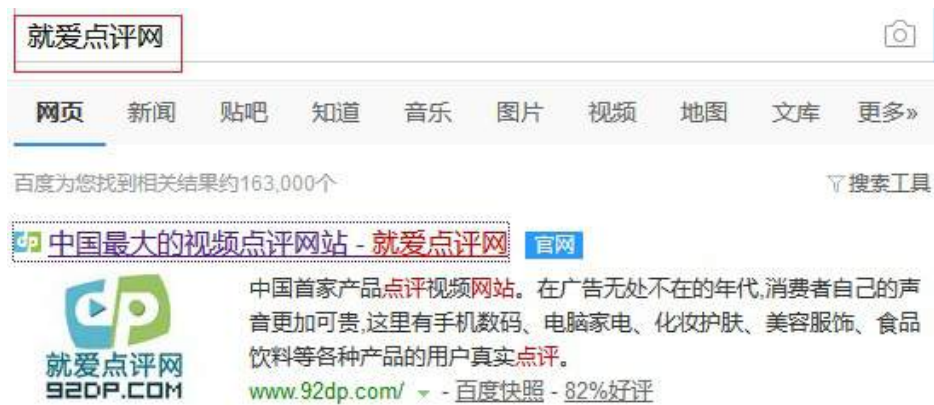 就爱点评网
网页 新闻 贴吧 知道 音乐 图片 视频 地图 文库 更多»
百度为您找到相关结果约163,000个 搜索工具
中国最大的视频点评网站 - 就爱点评网 官网
中国首家产品点评视频网站。在广告无处不在的年代,消费者自己的声
音更加可贵,这里有手机数码、电脑家电、化妆护肤、美容服饰、食品
饮料等各种产品的用户真实点评。
就爱点评网
92DP.COM
www.92dp.com/ - 百度快照 - 82%好评